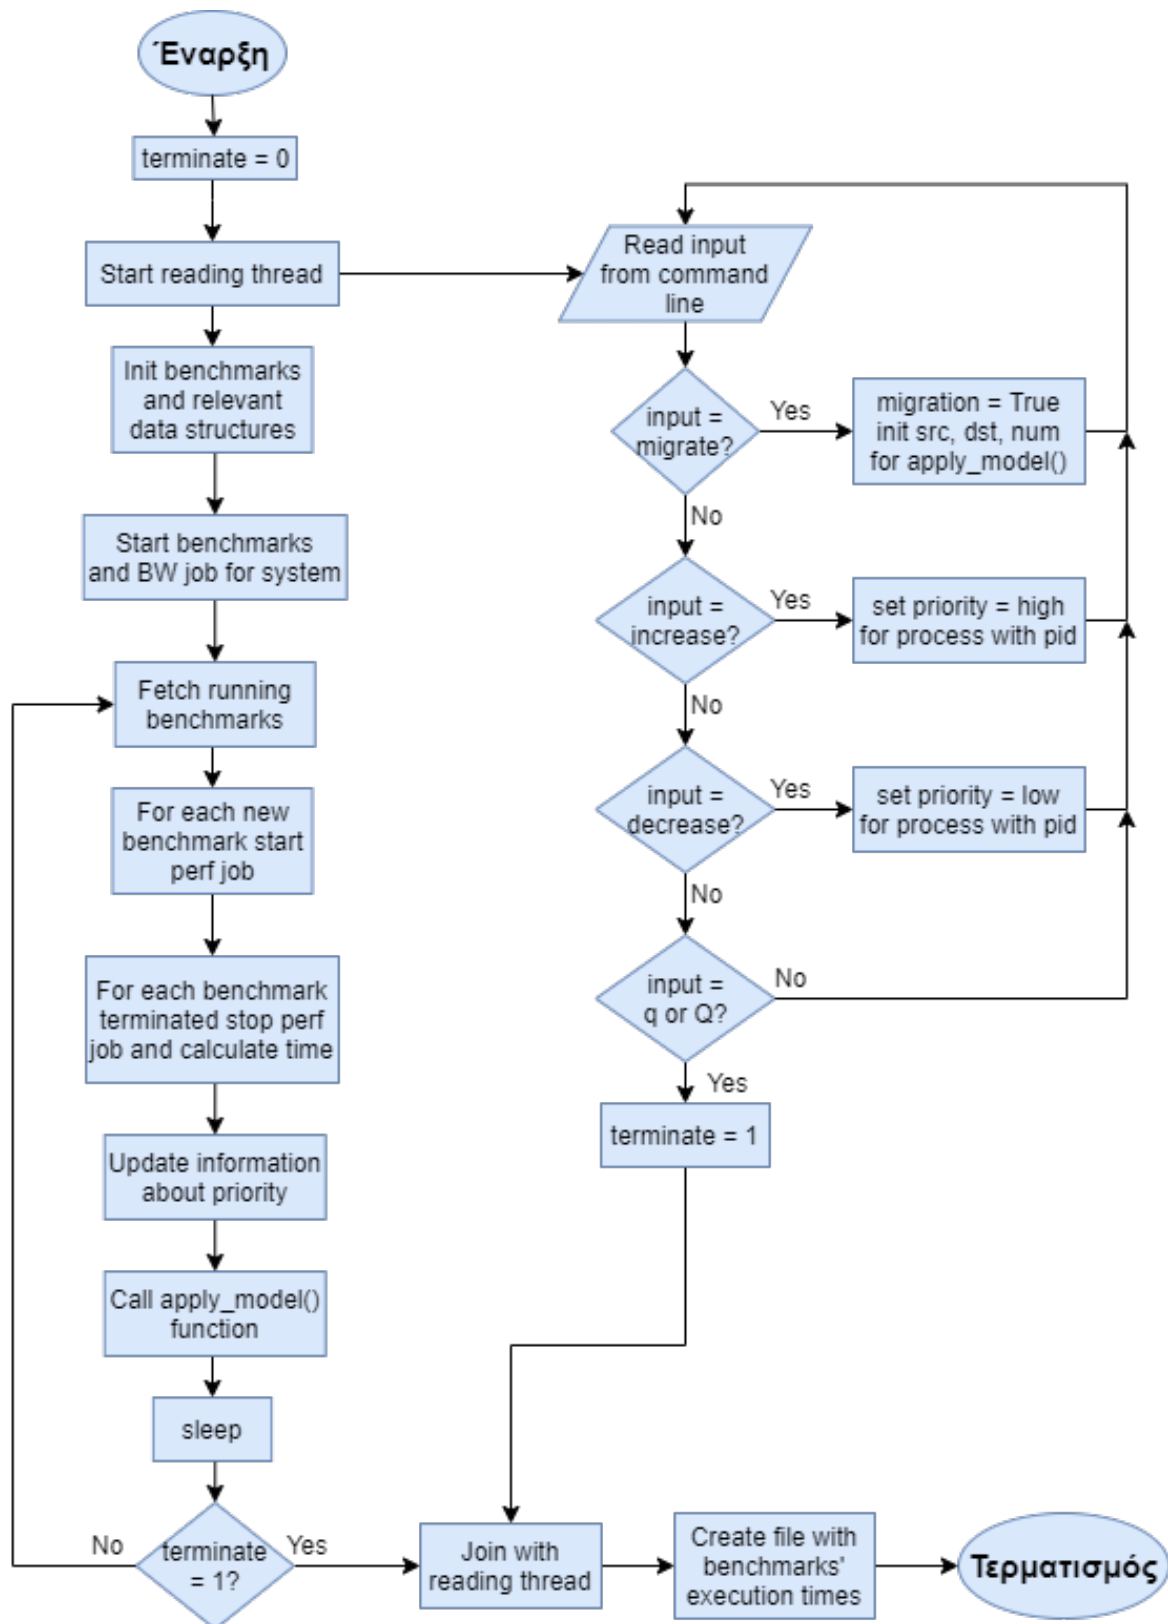 Έναρξη
terminate = 0
Start reading thread
Init benchmarks
and relevant
data structures
Start benchmarks
and BW job for system
Fetch running
benchmarks
For each new
benchmark start
perf job
For each benchmark
terminated stop perf
job and calculate time
Update information
about priority
Call apply_model()
function
sleep
terminate
= 1?
No
Yes
Read input
from command
line
input =
migrate?
Yes
migration = True
init src, dst, num
for apply_model()
No
input =
increase?
Yes
set priority = high
for process with pid
No
input =
decrease?
Yes
set priority = low
for process with pid
No
input =
q or Q?
No
Yes
terminate = 1
Join with
reading thread
Create file with
benchmarks'
execution times
Τερματισμός